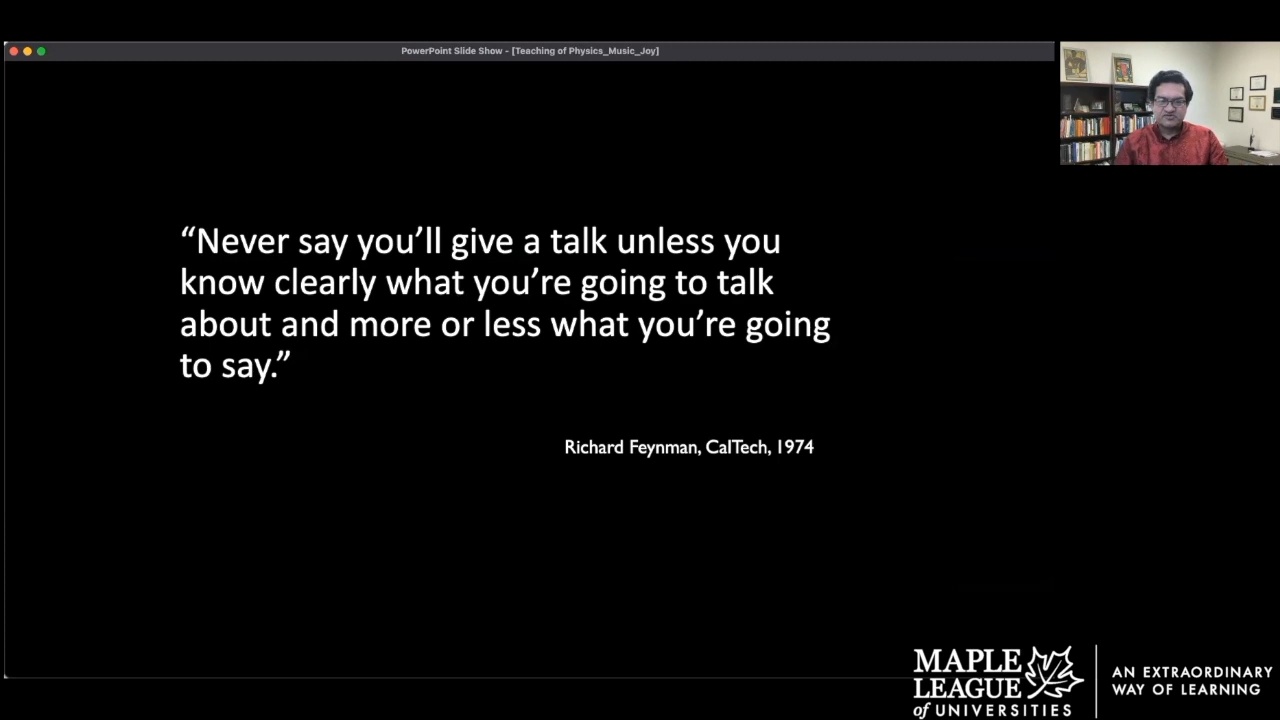 PowerPoint Slide Show - [Teaching of Physics_Music_Joy]
“Never say you’ll give a talk unless you
know clearly what you’re going to talk
about and more or less what you’re going
to say.”
Richard Feynman, CalTech, 1974
MAPLE
LEAGUE
of UNIVERSITIES
AN EXTRAORDINARY
WAY OF LEARNING